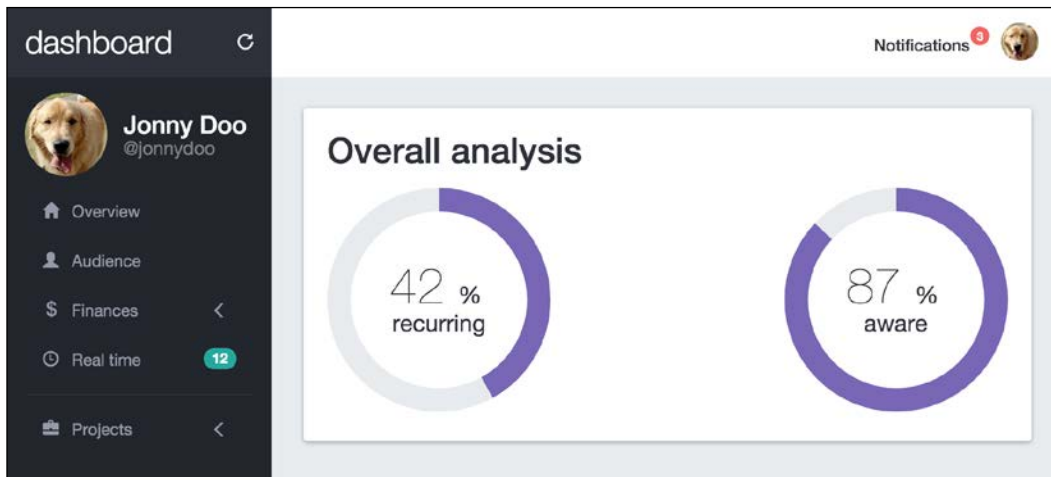 dashboard
Notifications 3
Jonny Doo
@jonnydoo
Overview
Audience
$ Finances
Real time 12
Projects
Overall analysis
42 %
recurring
87 %
aware